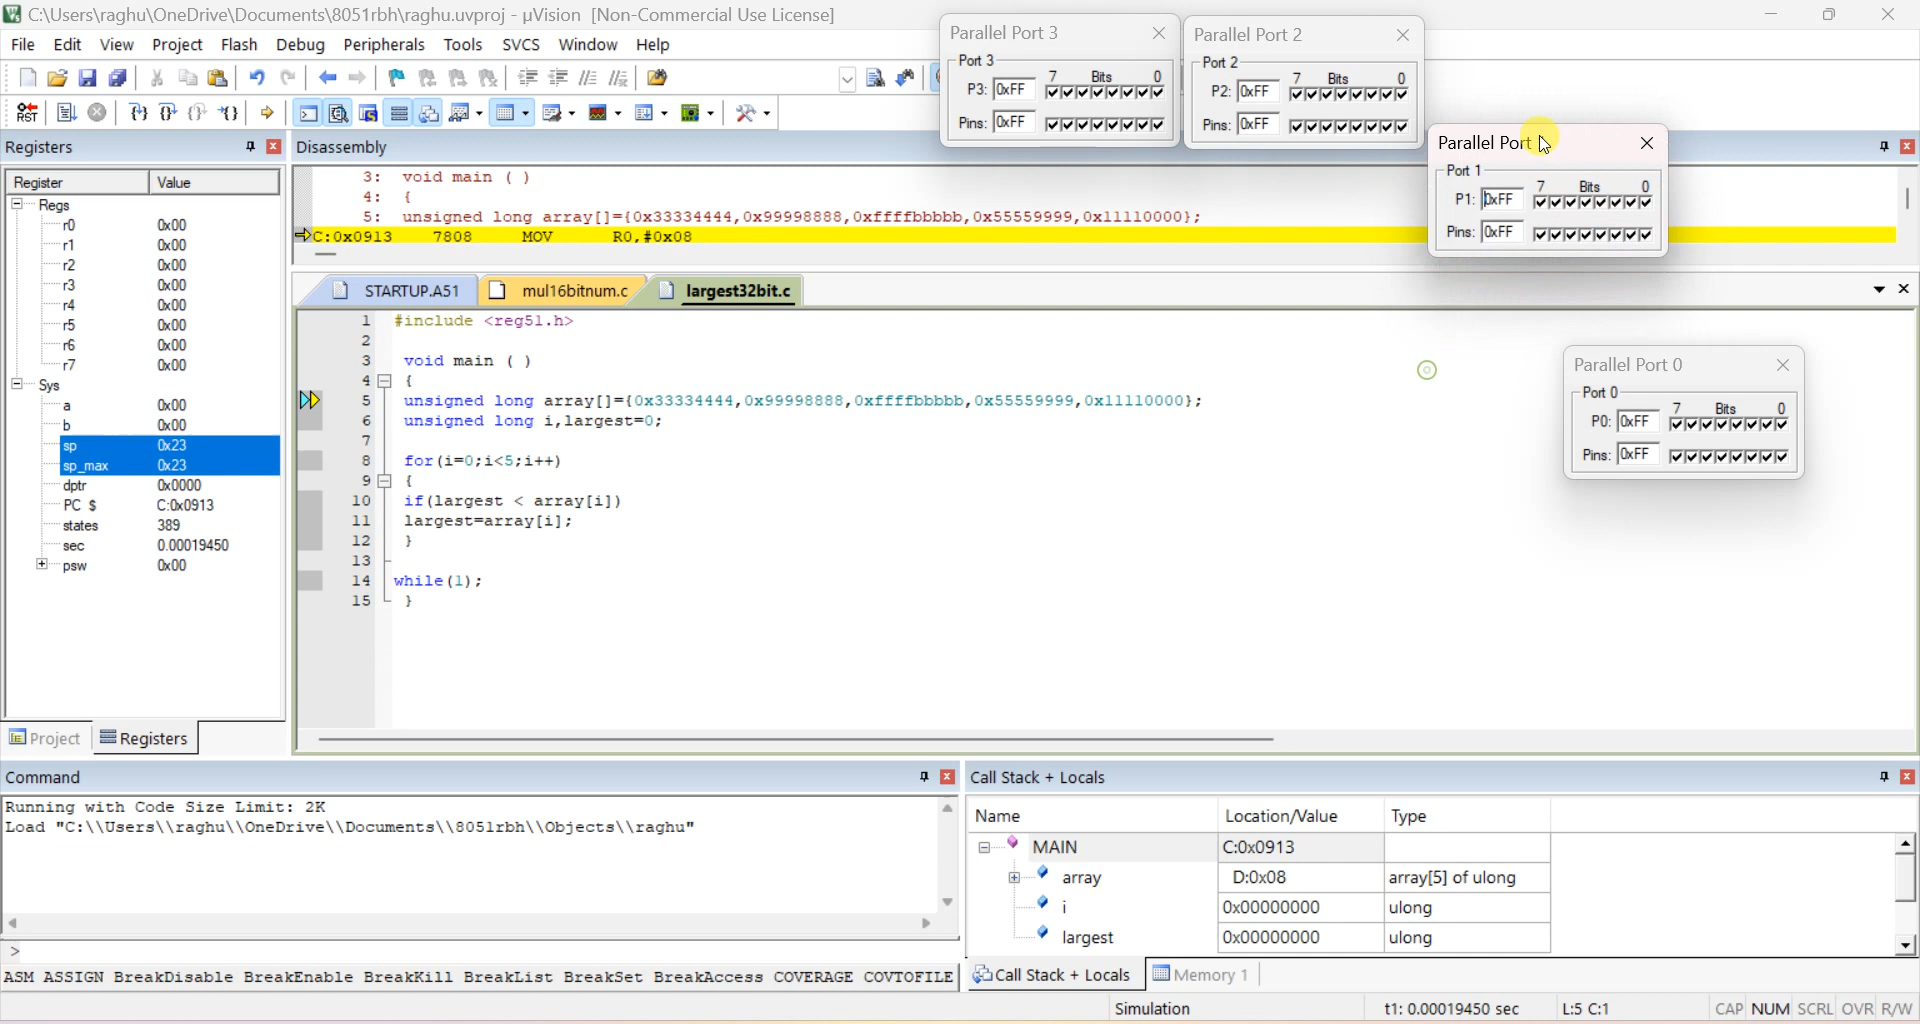 C:\Users\raghu\OneDrive\Documents\8051rbh\raghu.uvproj - µVision [Non-Commercial Use License]
File Edit View Project Flash Debug Peripherals Tools SVCS Window Help
RST
Registers
Register Value
Regs
r0 0x00
r1 0x00
r2 0x00
r3 0x00
r4 0x00
r5 0x00
r6 0x00
r7 0x00
Sys
a 0x00
b 0x00
sp 0x23
sp_max 0x23
dptr 0x0000
PC $ C:0x0913
states 389
sec 0.00019450
psw 0x00
Project Registers
Disassembly
3: void main ( )
4: {
5: unsigned long array[]={0x33334444,0x99998888,0xffffbbbbb,0x55559999,0x11110000};
C:0x0913 7808 MOV R0,#0x08
STARTUP.A51 mul16bitnum.c largest32bit.c
1 #include <reg51.h>
2
3 void main ( )
4 {
5 unsigned long array[]={0x33334444,0x99998888,0xffffbbbbb,0x55559999,0x11110000};
6 unsigned long i,largest=0;
7
8 for(i=0;i<5;i++)
9 {
10 if(largest < array[i])
11 largest=array[i];
12 }
13
14 while(1);
15 }
Parallel Port 3
Port 3
7 Bits 0
P3: 0xFF
Pins: 0xFF
Parallel Port 2
Port 2
7 Bits 0
P2: 0xFF
Pins: 0xFF
Parallel Port
Port 1
7 Bits 0
P1: 0xFF
Pins: 0xFF
Parallel Port 0
Port 0
7 Bits 0
P0: 0xFF
Pins: 0xFF
Command
Running with Code Size Limit: 2K
Load "C:\\Users\\raghu\\OneDrive\\Documents\\8051rbh\\Objects\\raghu"
>
ASM ASSIGN BreakDisable BreakEnable BreakKill BreakList BreakSet BreakAccess COVERAGE COVTOFILE
Call Stack + Locals
Name Location/Value Type
MAIN C:0x0913
array D:0x08 array[5] of ulong
i 0x00000000 ulong
largest 0x00000000 ulong
Call Stack + Locals Memory 1
Simulation t1: 0.00019450 sec L:5 C:1 CAP NUM SCRL OVR R/W